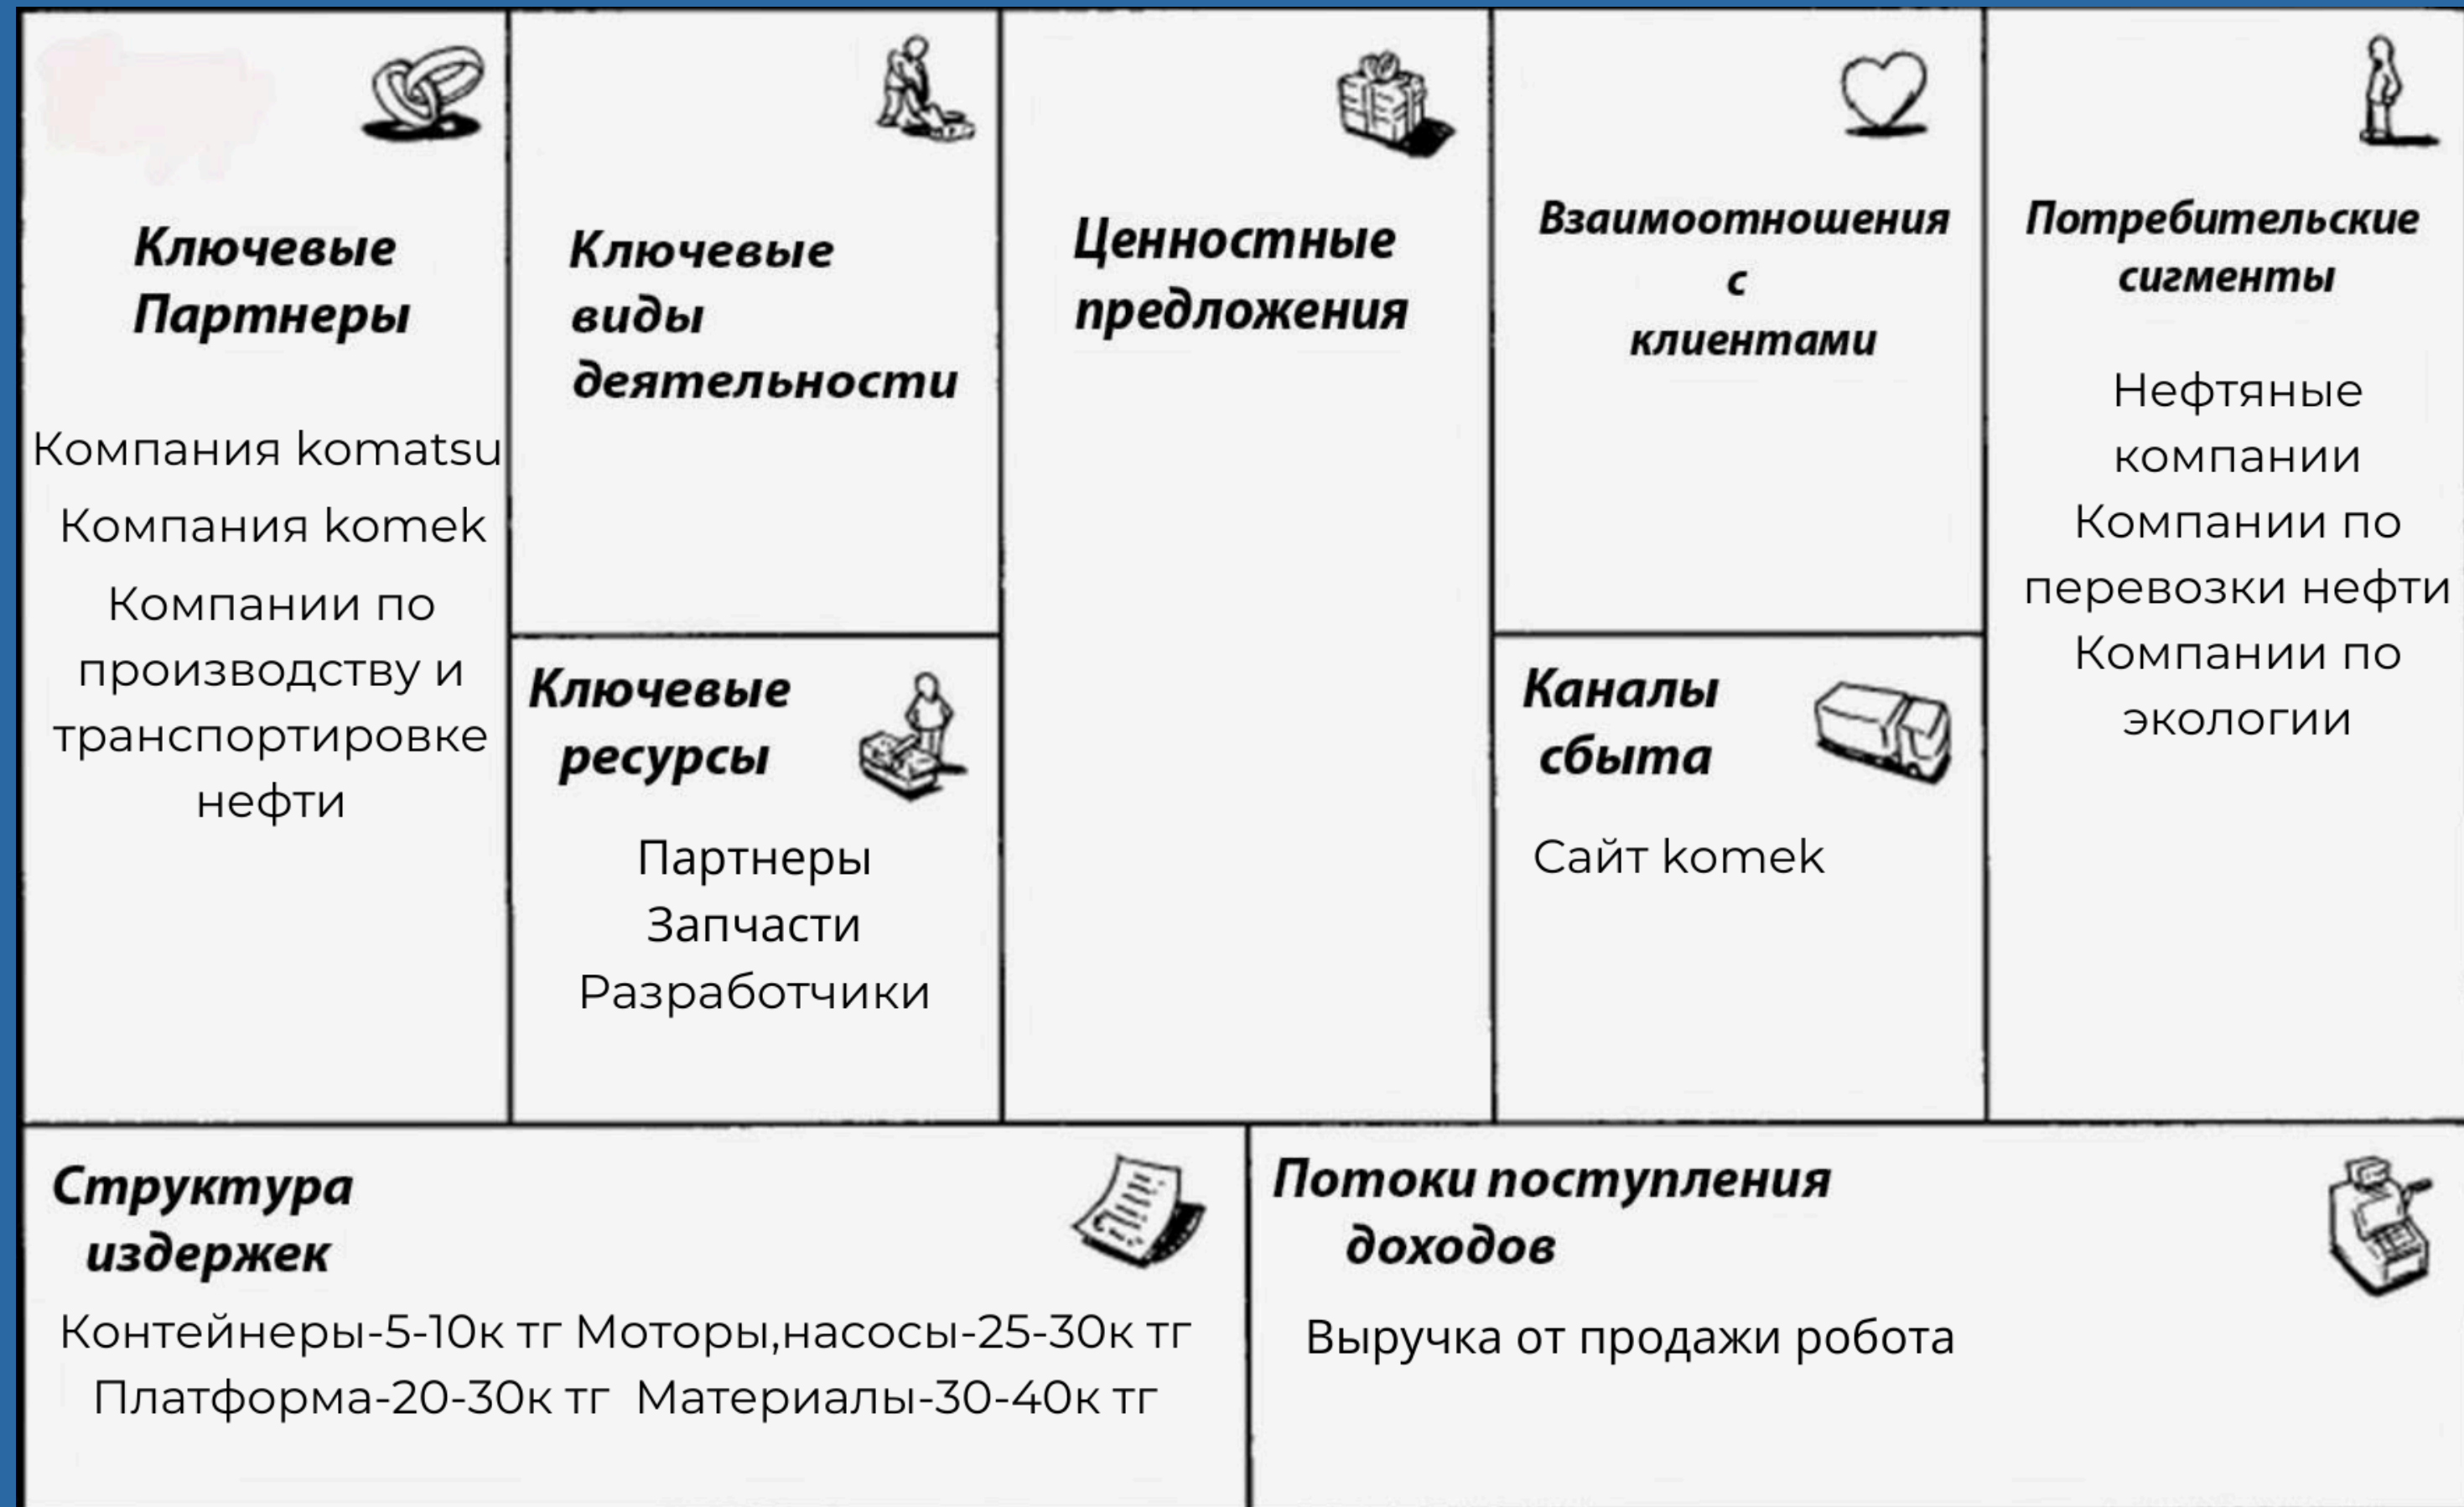 Ключевые
Партнеры
Компания komatsu
Компания komek
Компании по
производству и
транспортировке
нефти
Ключевые
виды
деятельности
Ключевые
ресурсы
Партнеры
Запчасти
Разработчики
Ценностные
предложения
Взаимоотношения
с
клиентами
Каналы
сбыта
Сайт komek
Потребительские
сигменты
Нефтяные
компании
Компании по
перевозки нефти
Компании по
экологии
Структура
издержек
Контейнеры-5-10к тг Моторы,насосы-25-30к тг
Платформа-20-30к тг Материалы-30-40к тг
Потоки поступления
доходов
Выручка от продажи робота